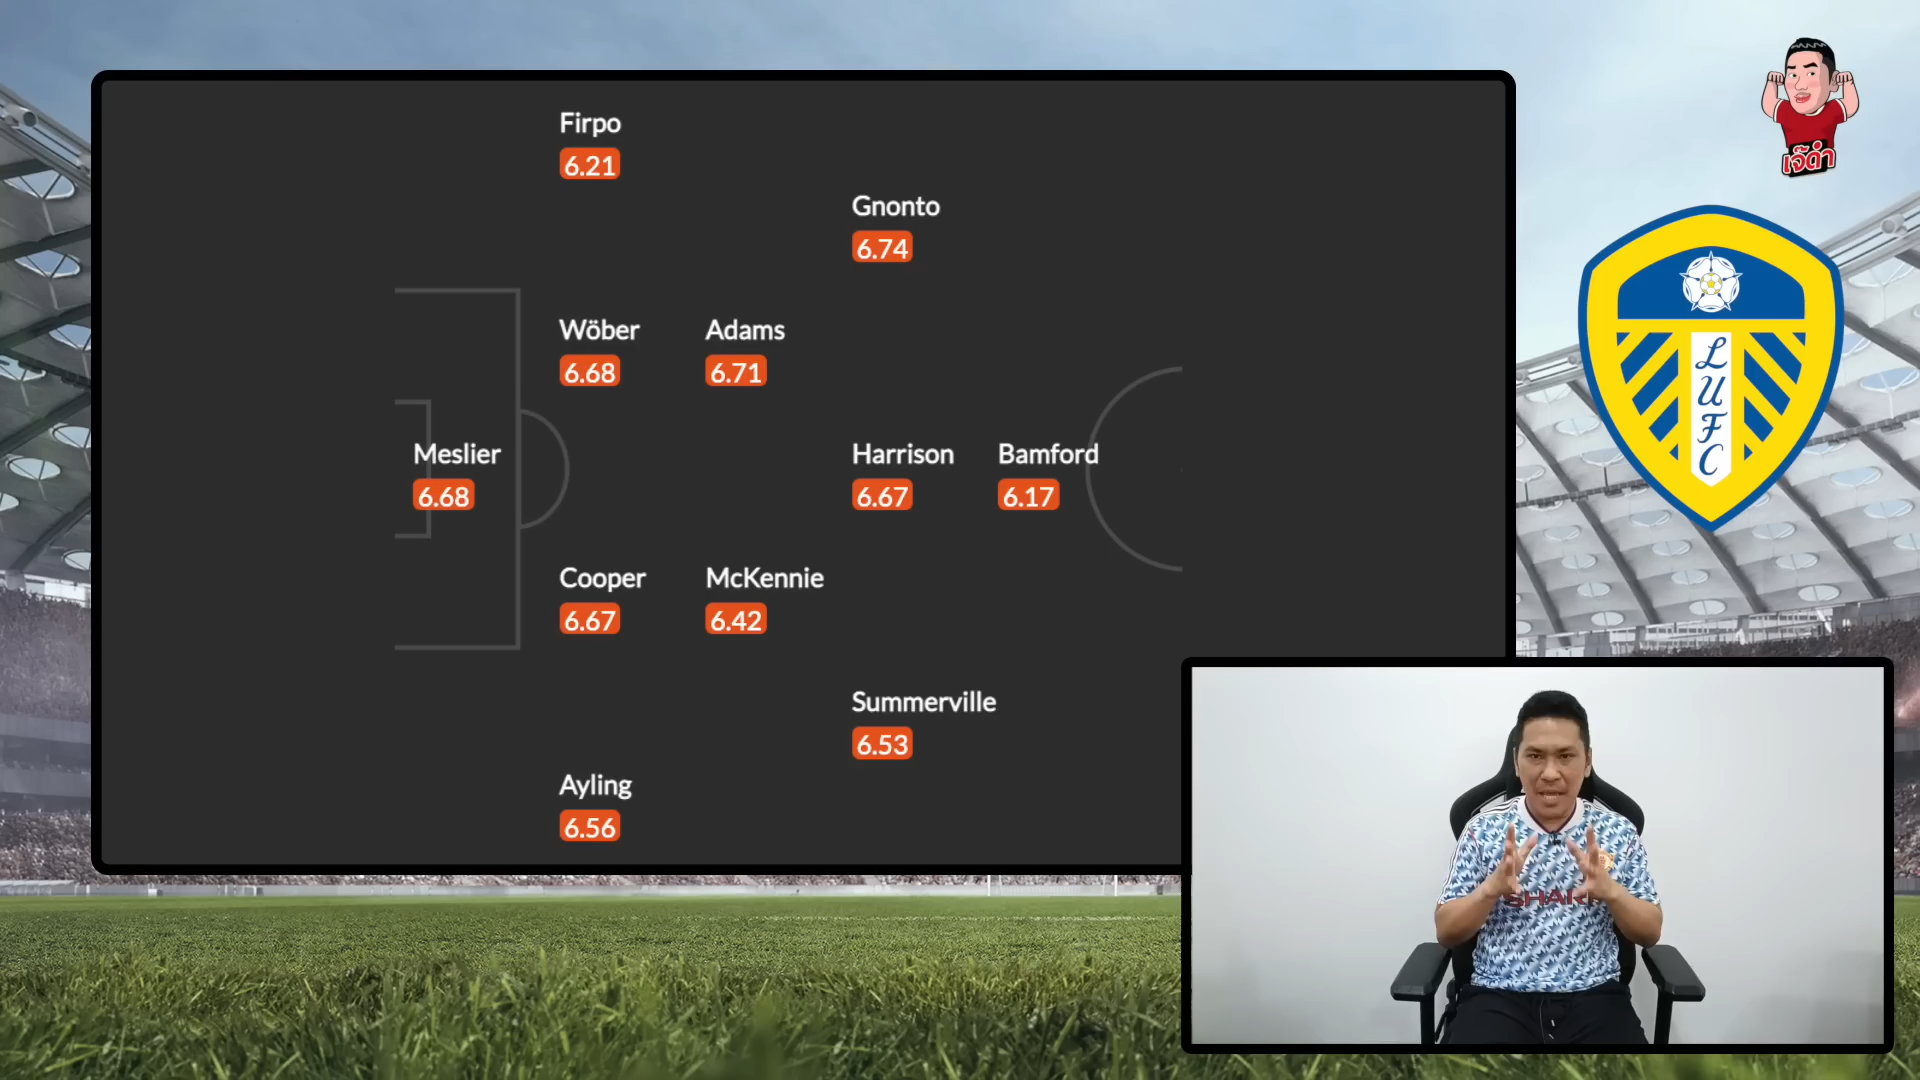 Firpo
6.21
Gnonto
6.74
Wöber
6.68
Adams
6.71
Meslier
6.68
Harrison
6.67
Bamford
6.17
Cooper
6.67
McKennie
6.42
Summerville
6.53
Ayling
6.56
เจ๊ดำ
LUFC
SHARP